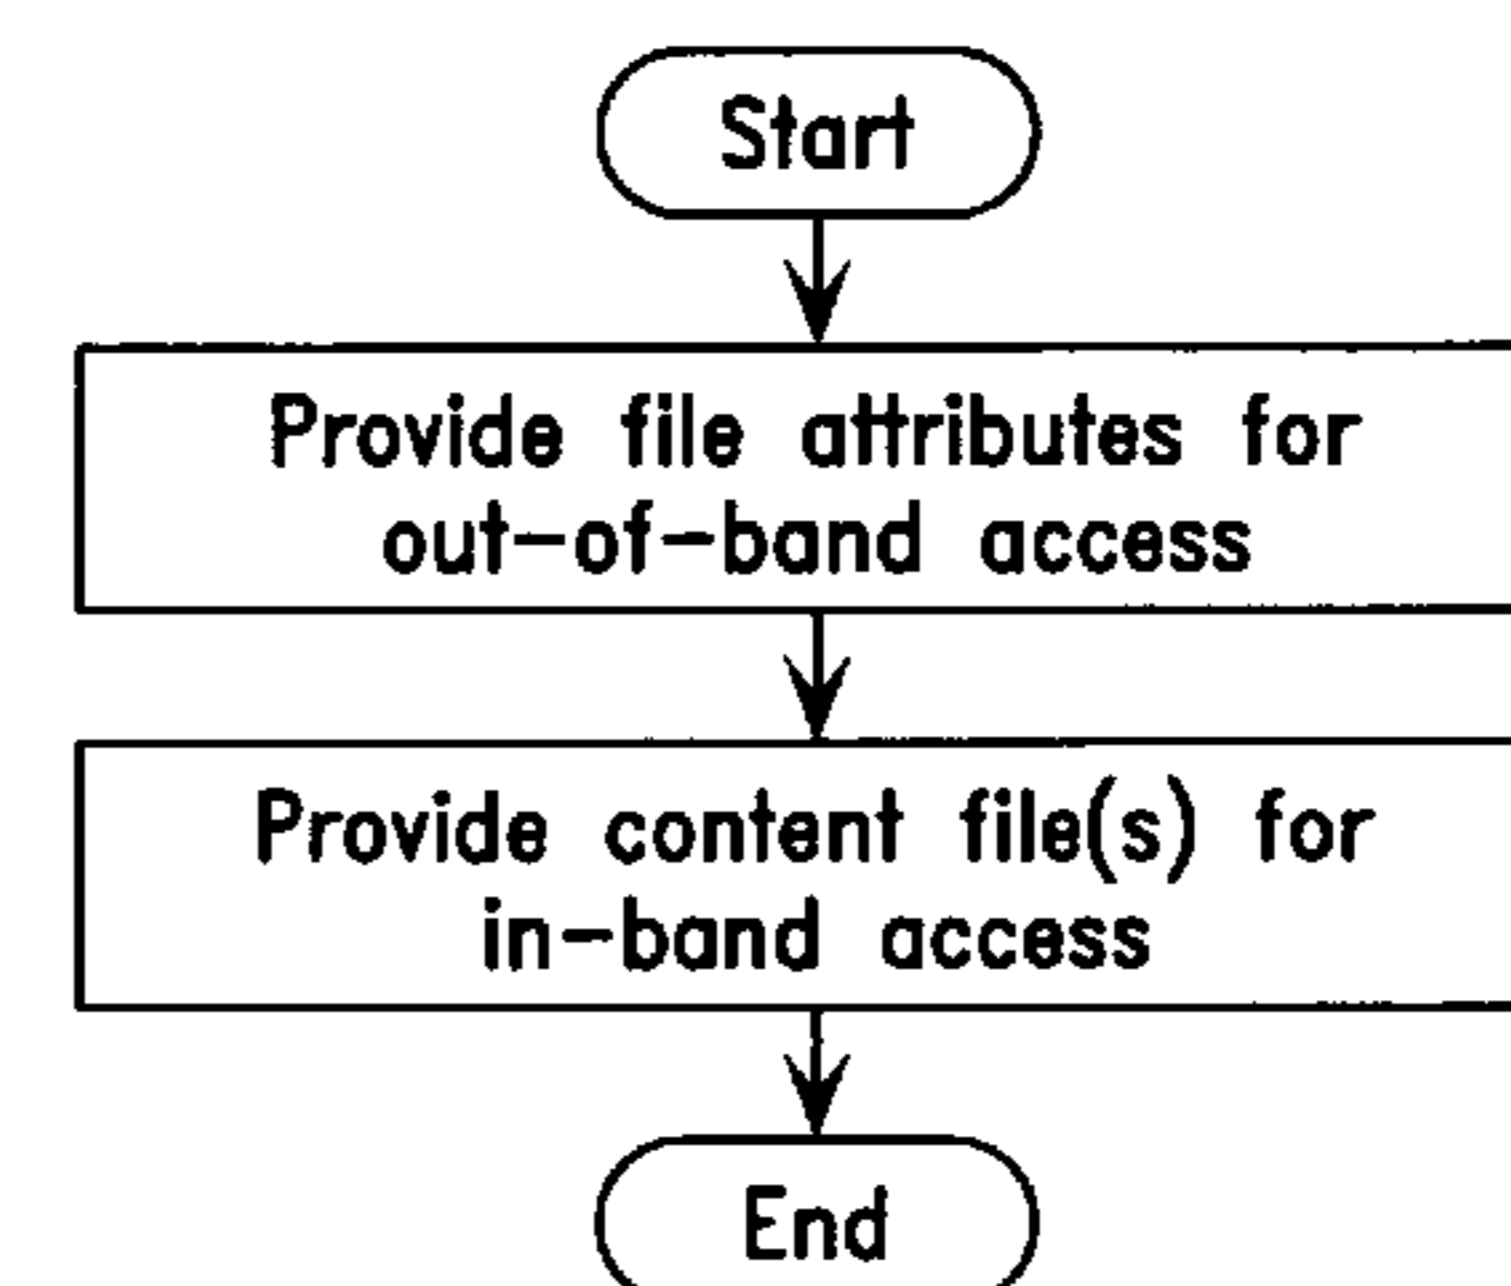 Start
Provide file attributes for
out-of-band access
Provide content file(s) for
in-band access
End